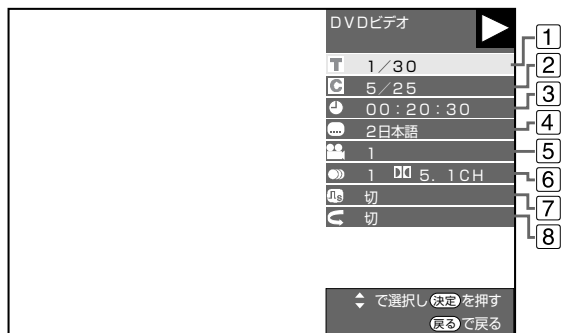 DVDビデオ
T 1／30
C 5／25
00：20：30
2日本語
1
1 5．1CH
切
切
で選択し 決定 を押す
戻る で戻る
1
2
3
4
5
6
7
8